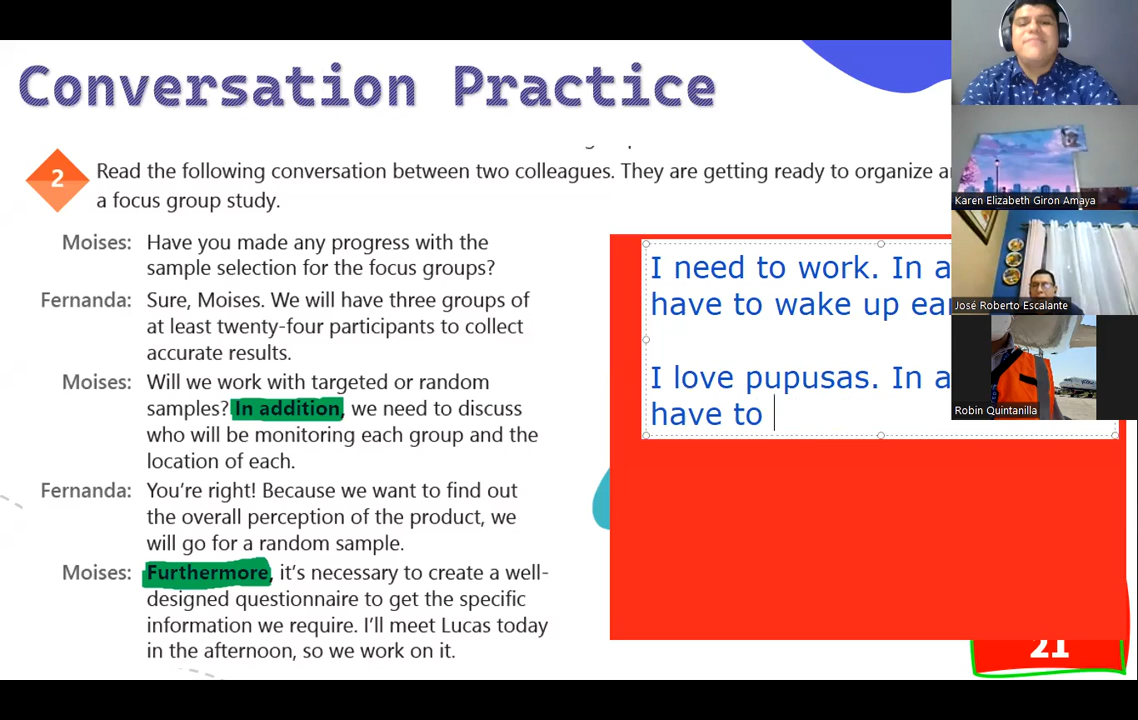 Conversation Practice
2
Read the following conversation between two colleagues. They are getting ready to organize
a focus group study.
Moises: Have you made any progress with the
sample selection for the focus groups?
Fernanda: Sure, Moises. We will have three groups of
at least twenty-four participants to collect
accurate results.
Moises: Will we work with targeted or random
samples? In addition, we need to discuss
who will be monitoring each group and the
location of each.
Fernanda: You're right! Because we want to find out
the overall perception of the product, we
will go for a random sample.
Moises: Furthermore, it's necessary to create a well-
designed questionnaire to get the specific
information we require. I'll meet Lucas today
in the afternoon, so we work on it.
I need to work. In a
have to wake up ea
I love pupusas. In a
have to
21
Karen Elizabeth Giron Amaya
José Roberto Escalante
Robin Quintanilla